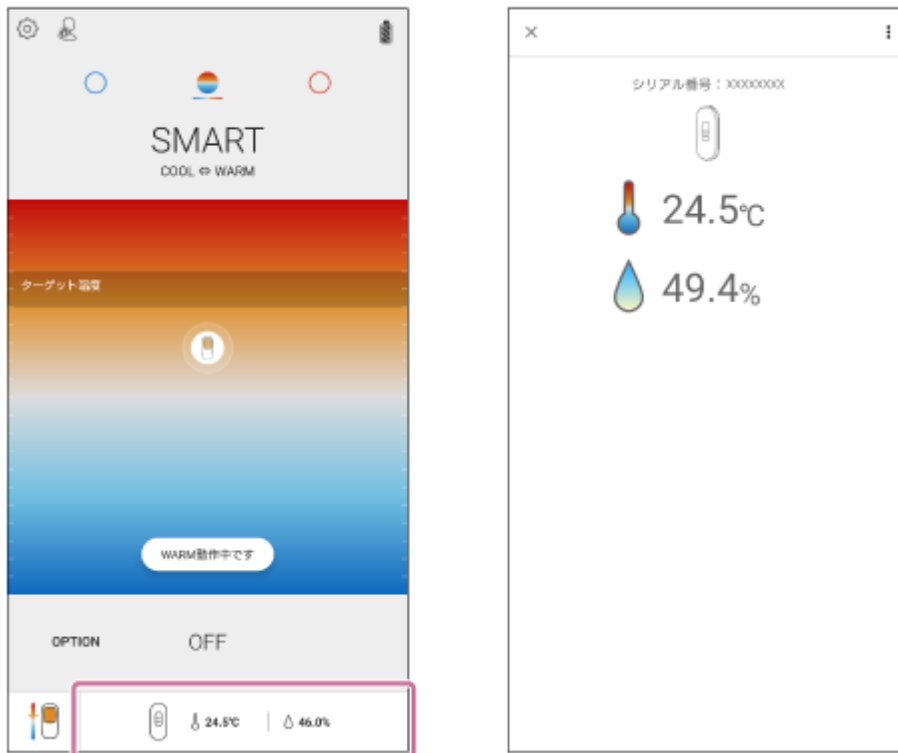 SMART
COOL ⇔ WARM
ターゲット温度
WARM動作中です
OPTION
OFF
24.5℃
46.0%
シリアル番号：XXXXXXXX
24.5℃
49.4%